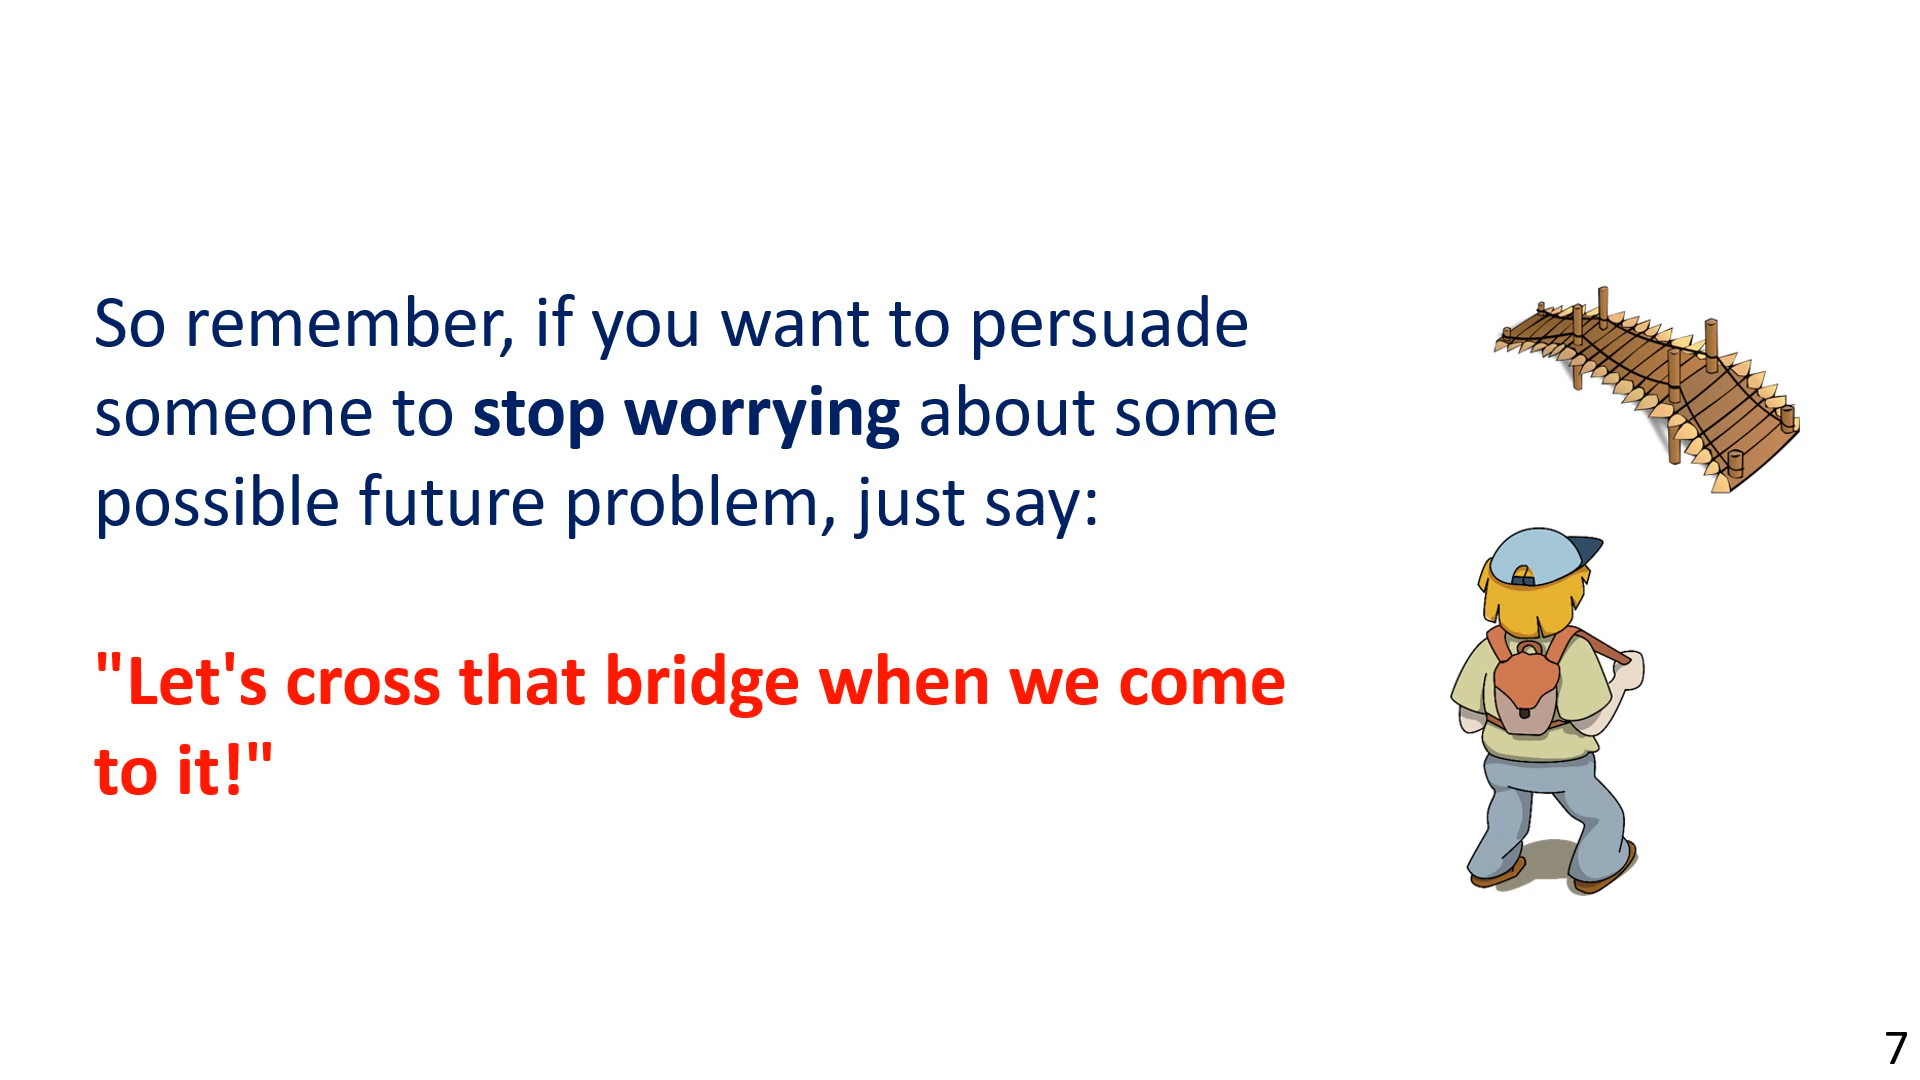 So remember, if you want to persuade
someone to stop worrying about some
possible future problem, just say:
"Let's cross that bridge when we come
to it!"
7